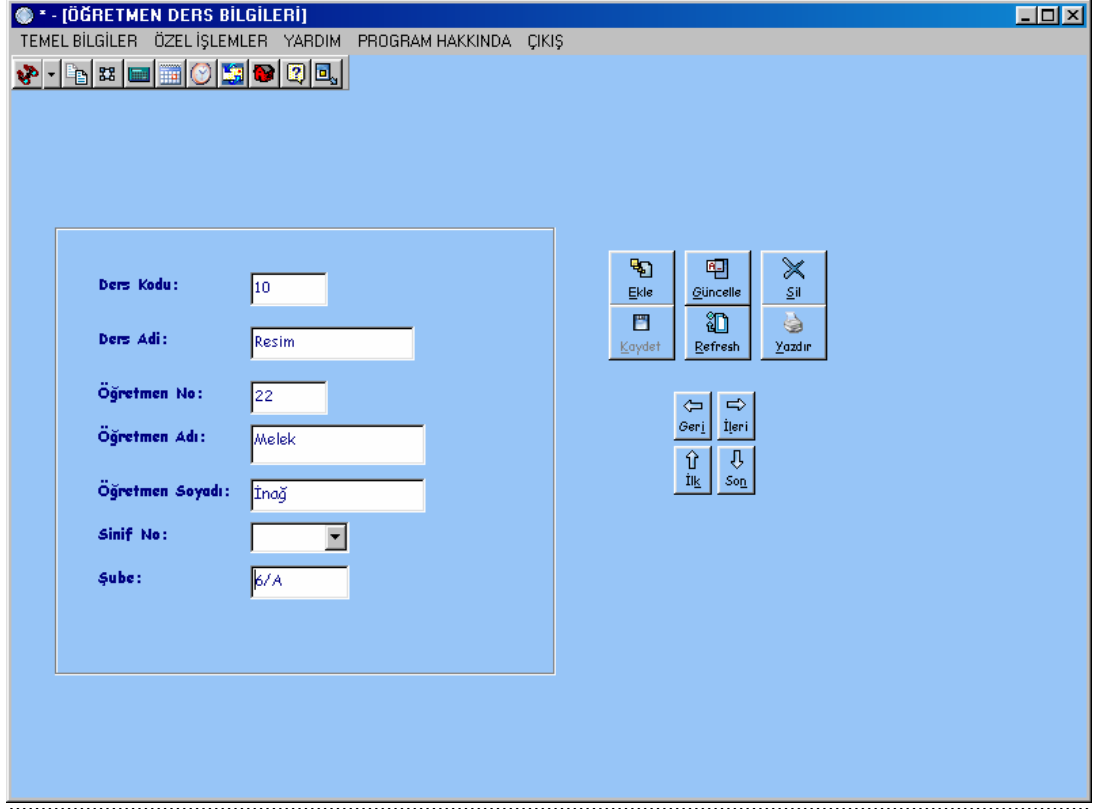 * - [ÖĞRETMEN DERS BİLGİLERİ]
TEMEL BİLGİLER ÖZEL İŞLEMLER YARDIM PROGRAM HAKKINDA ÇIKIŞ
Ders Kodu: 10
Ders Adi: Resim
Öğretmen No: 22
Öğretmen Adı: Melek
Öğretmen Soyadı: İnağ
Sinif No:
Şube: 6/A
Ekle Güncelle Sil
Kaydet Refresh Yazdır
Geri İleri
İlk Son